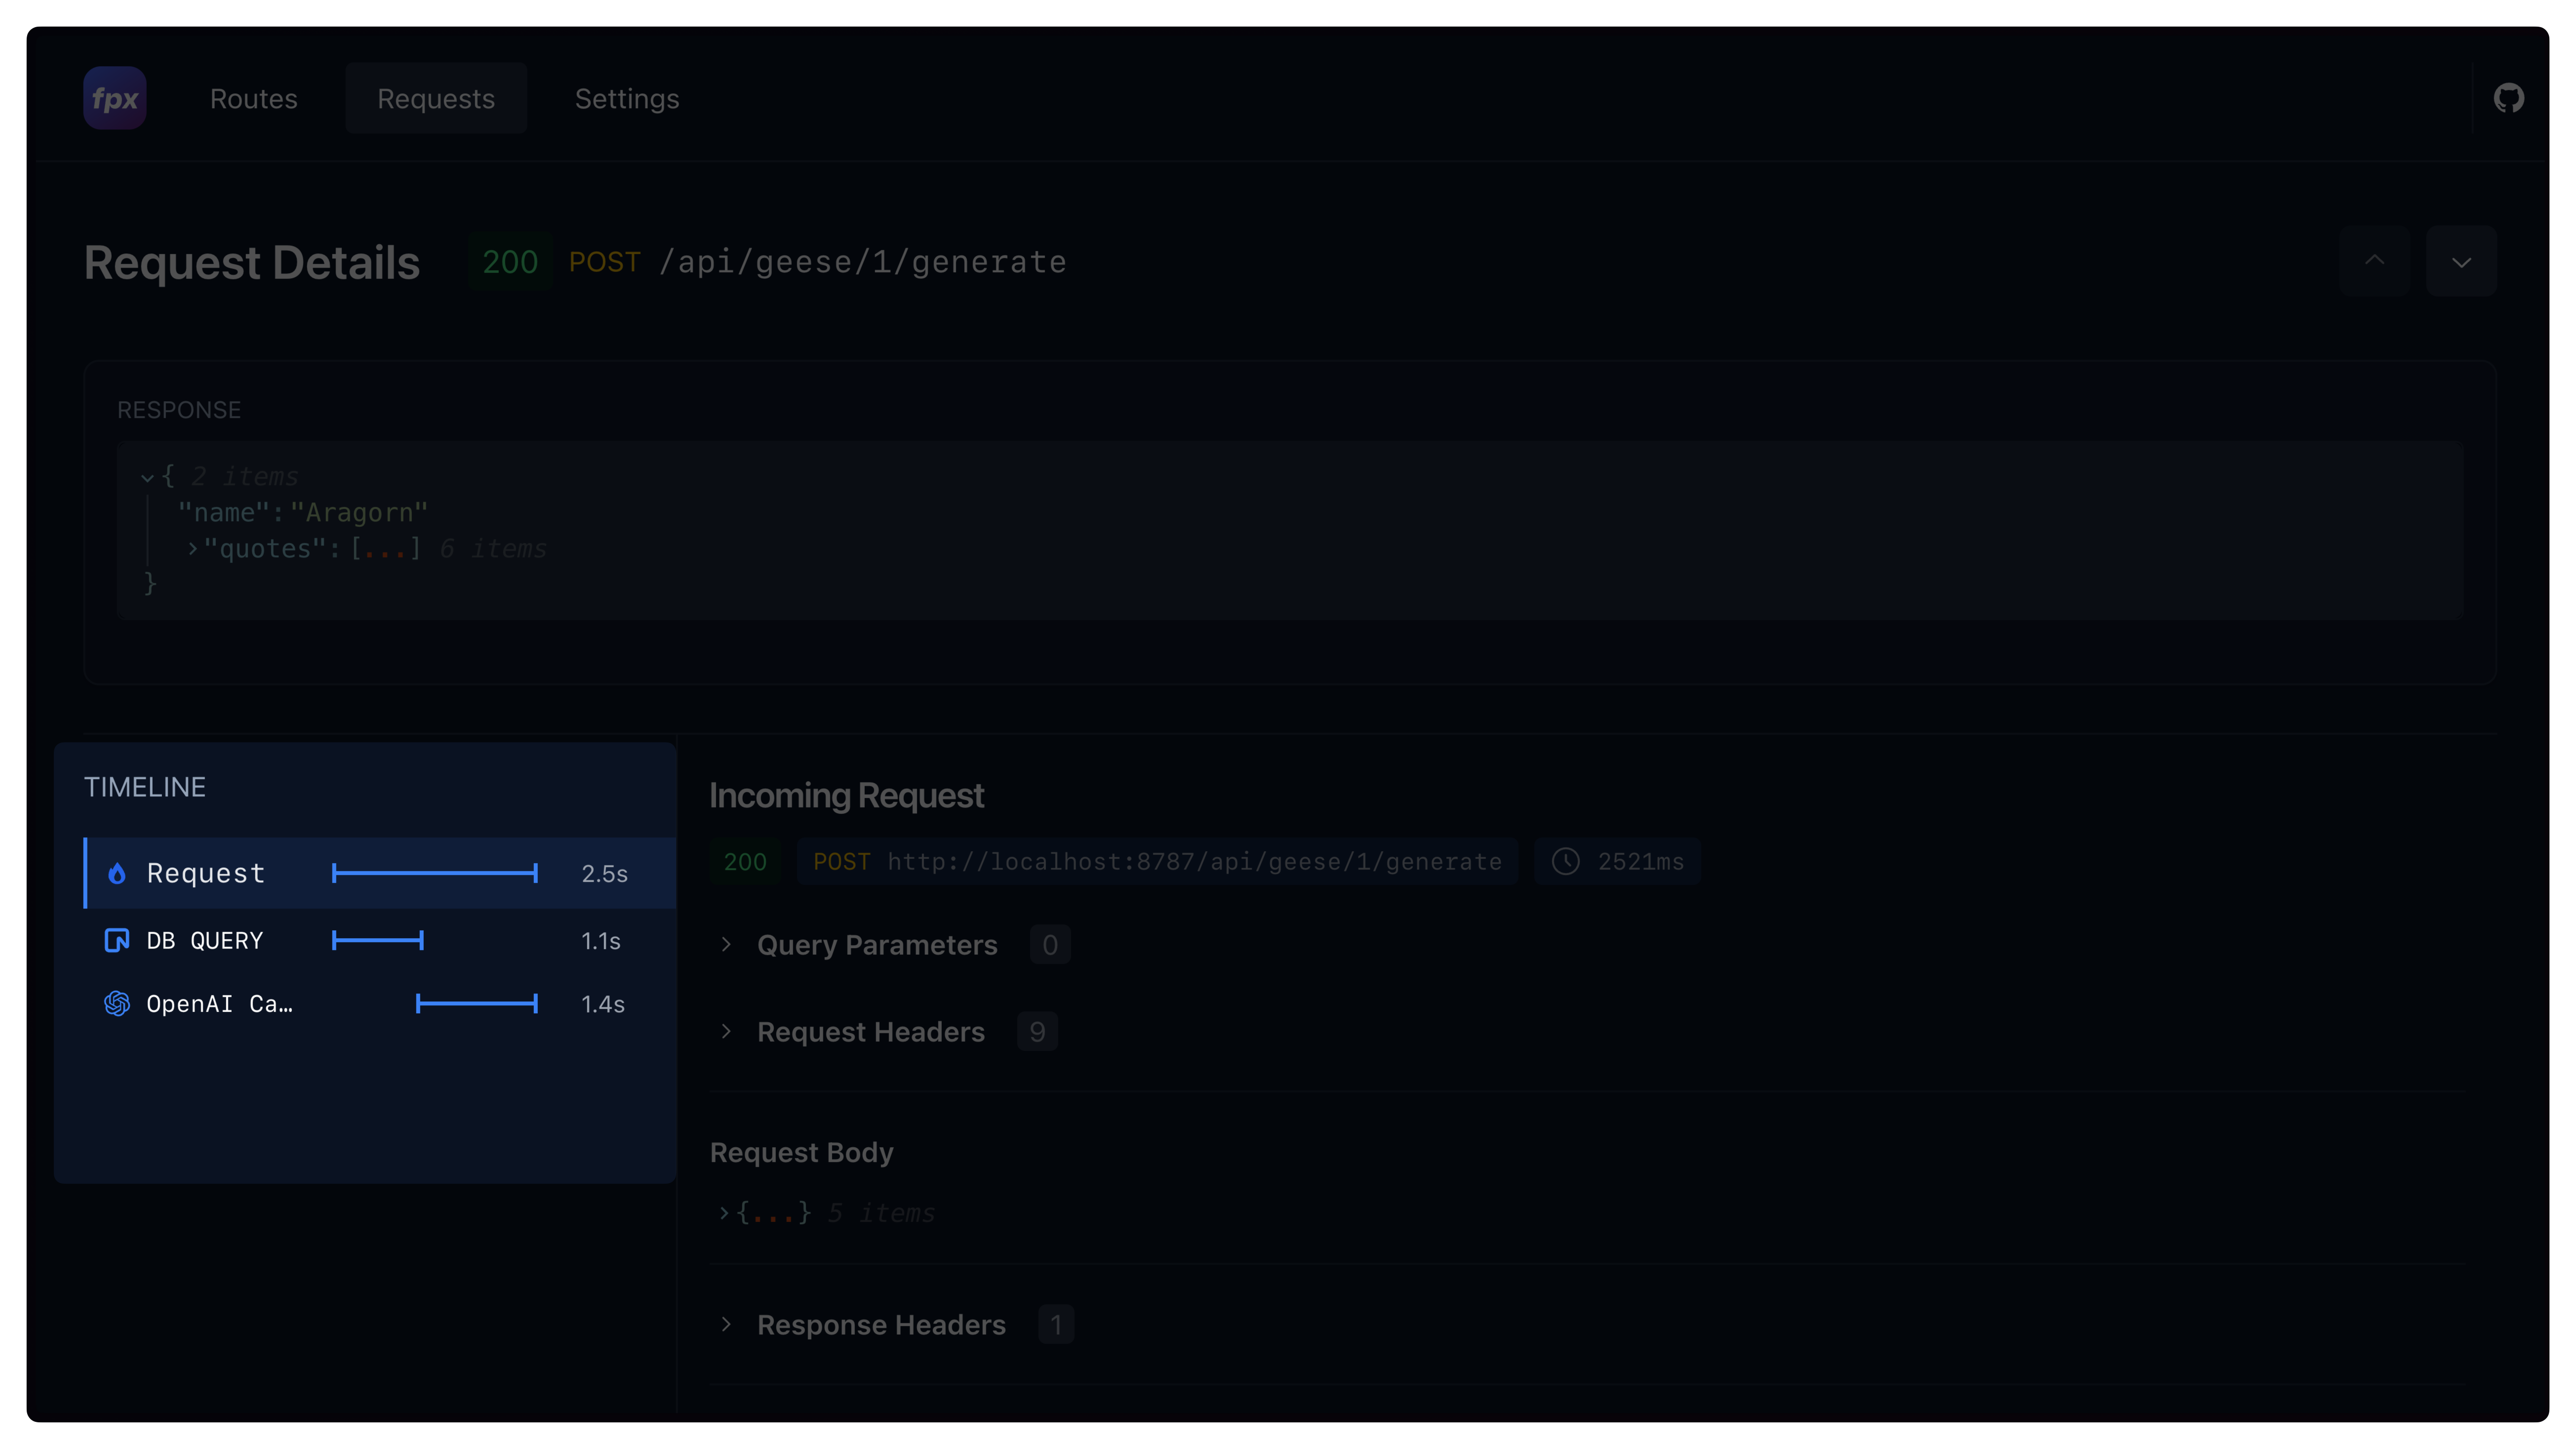 fpx Routes Requests Settings
Request Details 200 POST /api/geese/1/generate
RESPONSE
{ 2 items
"name":"Aragorn"
"quotes":[...] 6 items
}
TIMELINE
Request 2.5s
DB QUERY 1.1s
OpenAI Ca… 1.4s
Incoming Request
200 POST http://localhost:8787/api/geese/1/generate 2521ms
Query Parameters 0
Request Headers 9
Request Body
{...} 5 items
Response Headers 1